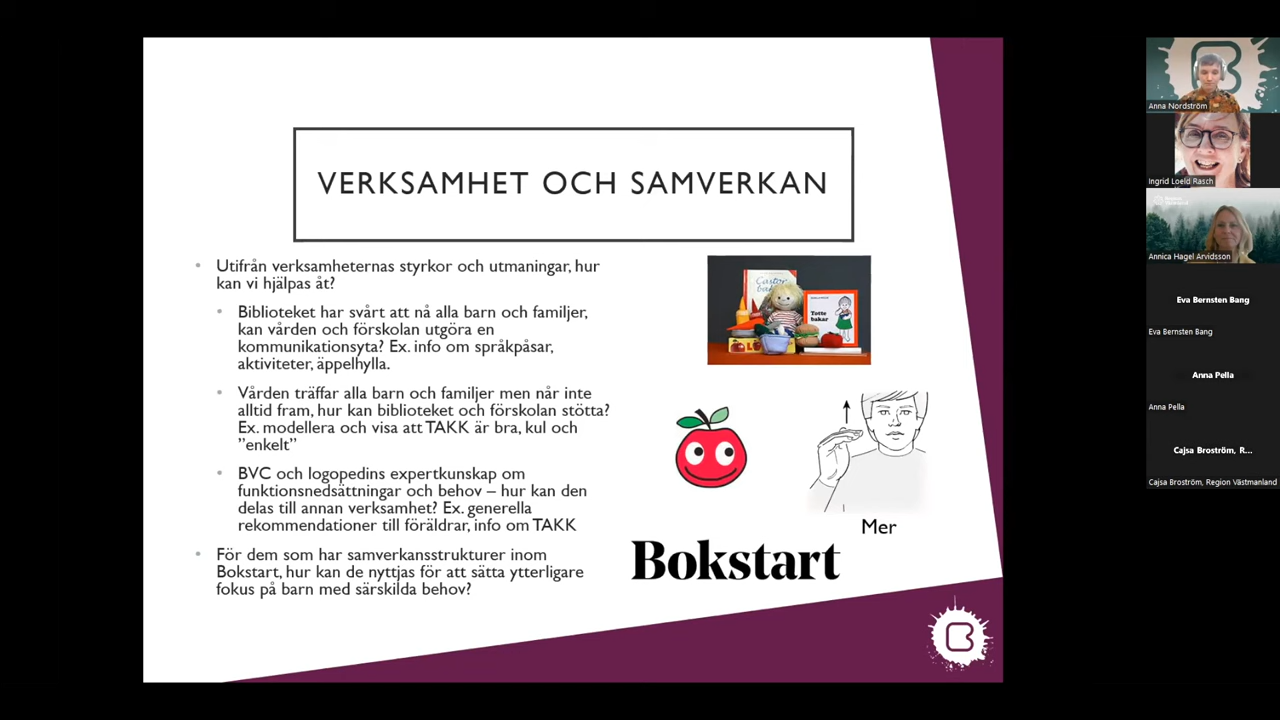 VERKSAMHET OCH SAMVERKAN
• Utifrån verksamheternas styrkor och utmaningar, hur
kan vi hjälpas åt?
• Biblioteket har svårt att nå alla barn och familjer,
kan vården och förskolan utgöra en
kommunikationsyta? Ex. info om språkpåsar,
aktiviteter, äppelhylla.
• Vården träffar alla barn och familjer men når inte
alltid fram, hur kan biblioteket och förskolan stötta?
Ex. modellera och visa att TAKK är bra, kul och
”enkelt”
• BVC och logopedins expertkunskap om
funktionsnedsättningar och behov – hur kan den
delas till annan verksamhet? Ex. generella
rekommendationer till föräldrar, info om TAKK
• För dem som har samverkansstrukturer inom
Bokstart, hur kan de nyttjas för att sätta ytterligare
fokus på barn med särskilda behov?
Castor
Totte
bakar
Mer
Bokstart
Anna Nordström
Ingrid Loeld Rasch
Annica Hagel Arvidsson
Eva Bernsten Bang
Eva Bernsten Bang
Anna Pella
Anna Pella
Cajsa Broström, R...
Cajsa Broström, Region Västmanland